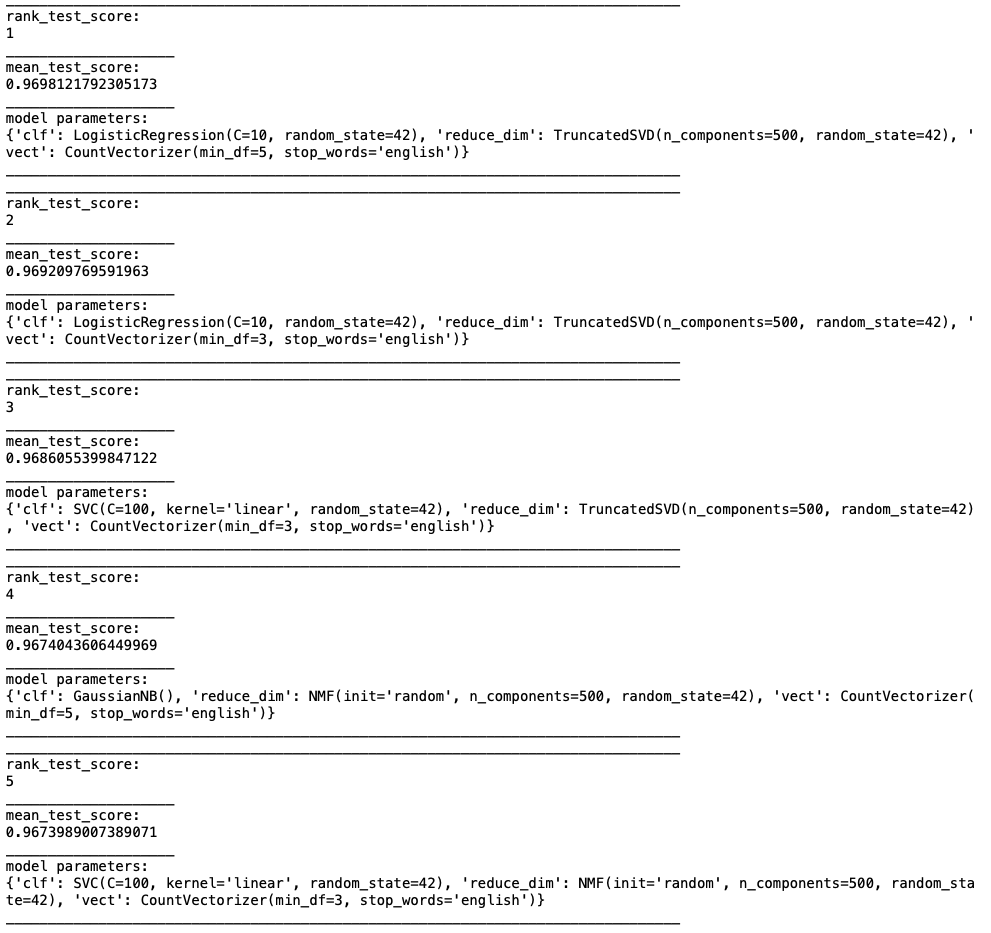 rank_test_score:
1
mean_test_score:
0.9698121792305173
model parameters:
{'clf': LogisticRegression(C=10, random_state=42), 'reduce_dim': TruncatedSVD(n_components=500, random_state=42), '
vect': CountVectorizer(min_df=5, stop_words='english')}
rank_test_score:
2
mean_test_score:
0.969209769591963
model parameters:
{'clf': LogisticRegression(C=10, random_state=42), 'reduce_dim': TruncatedSVD(n_components=500, random_state=42), '
vect': CountVectorizer(min_df=3, stop_words='english')}
rank_test_score:
3
mean_test_score:
0.9686055399847122
model parameters:
{'clf': SVC(C=100, kernel='linear', random_state=42), 'reduce_dim': TruncatedSVD(n_components=500, random_state=42)
, 'vect': CountVectorizer(min_df=3, stop_words='english')}
rank_test_score:
4
mean_test_score:
0.9674043606449969
model parameters:
{'clf': GaussianNB(), 'reduce_dim': NMF(init='random', n_components=500, random_state=42), 'vect': CountVectorizer(
min_df=5, stop_words='english')}
rank_test_score:
5
mean_test_score:
0.9673989007389071
model parameters:
{'clf': SVC(C=100, kernel='linear', random_state=42), 'reduce_dim': NMF(init='random', n_components=500, random_sta
te=42), 'vect': CountVectorizer(min_df=3, stop_words='english')}